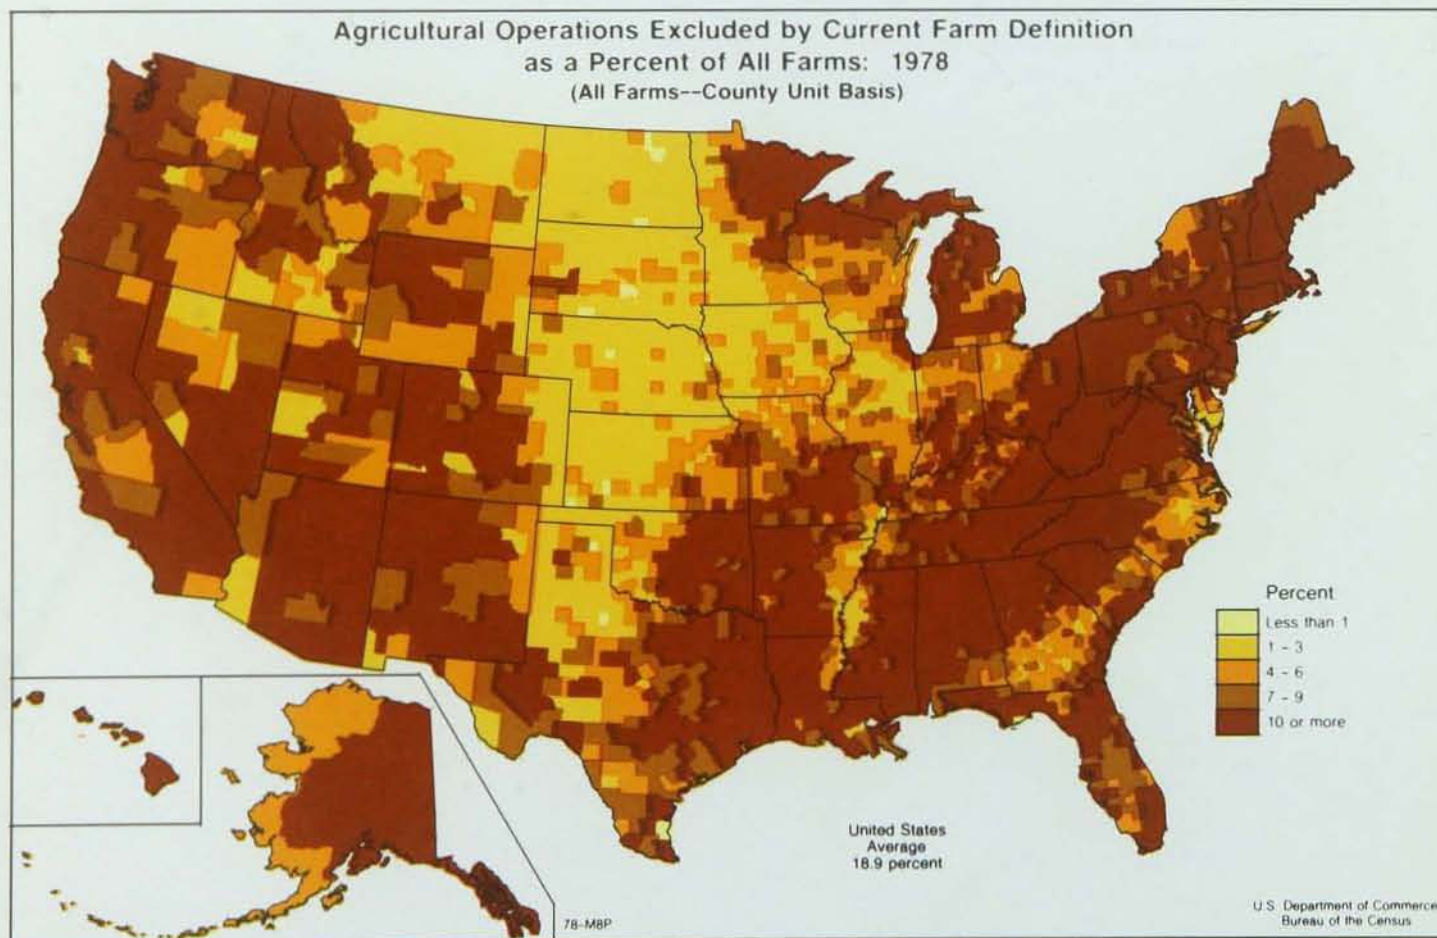 Agricultural Operations Excluded by Current Farm Definition
as a Percent of All Farms: 1978
(All Farms--County Unit Basis)
Percent
Less than 1
1 - 3
4 - 6
7 - 9
10 or more
United States
Average
18.9 percent
78-M8P
U.S. Department of Commerce
Bureau of the Census